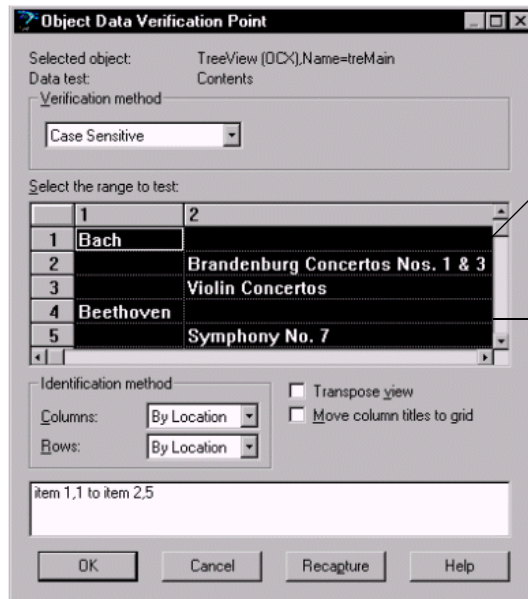 Object Data Verification Point
Selected object: TreeView (OCX),Name=treMain
Data test: Contents
Verification method
Case Sensitive
Select the range to test:
1 2
1 Bach
2 Brandenburg Concertos Nos. 1 & 3
3 Violin Concertos
4 Beethoven
5 Symphony No. 7
Identification method
Columns: By Location
Rows: By Location
Transpose view
Move column titles to grid
item 1,1 to item 2,5
OK Cancel Recapture Help